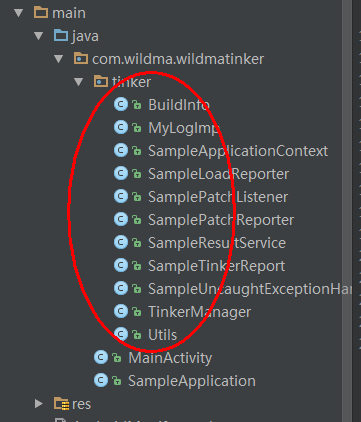 main
java
com.wildma.wildmatinker
tinker
BuildInfo
MyLogImp
SampleApplicationContext
SampleLoadReporter
SamplePatchListener
SamplePatchReporter
SampleResultService
SampleTinkerReport
SampleUncaughtExceptionHan
TinkerManager
Utils
MainActivity
SampleApplication
res